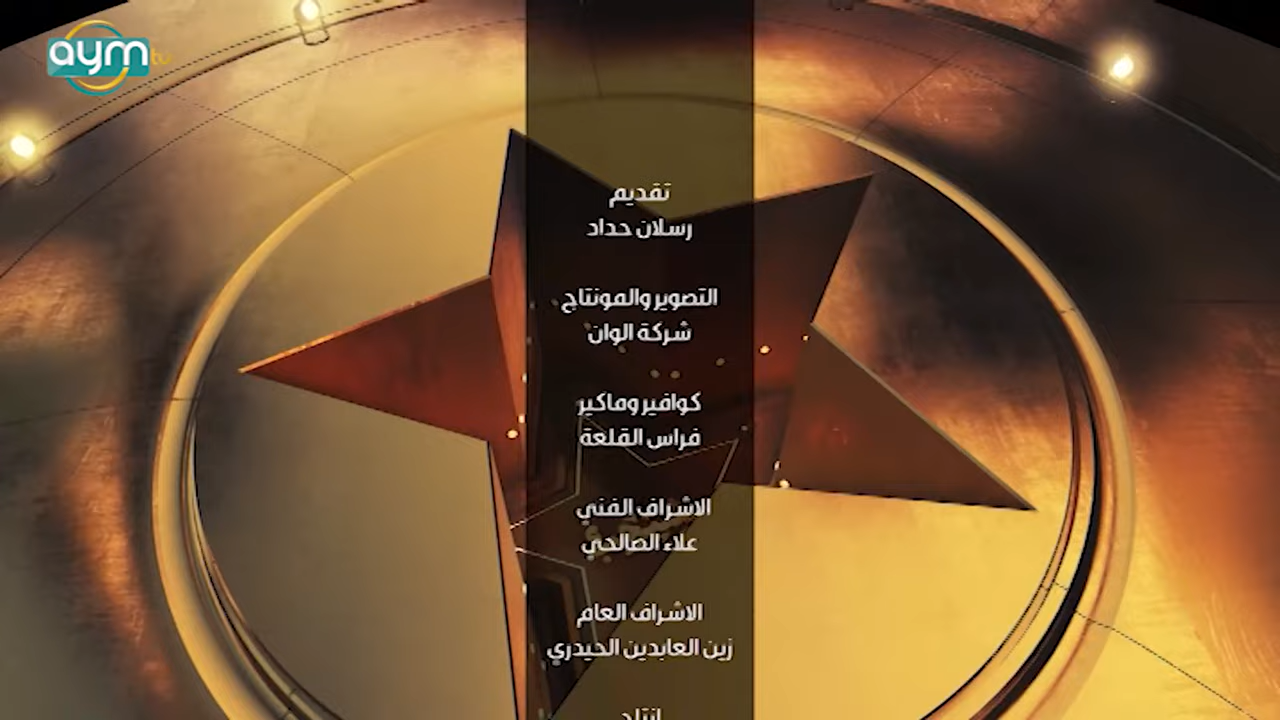 aym tv
تقديم
رسلان حداد
التصوير والمونتاج
شركة الوان
كوافير وماكير
فراس القلعة
الاشراف الفني
علاء الصالحي
الاشراف العام
زين العابدين الحيدري